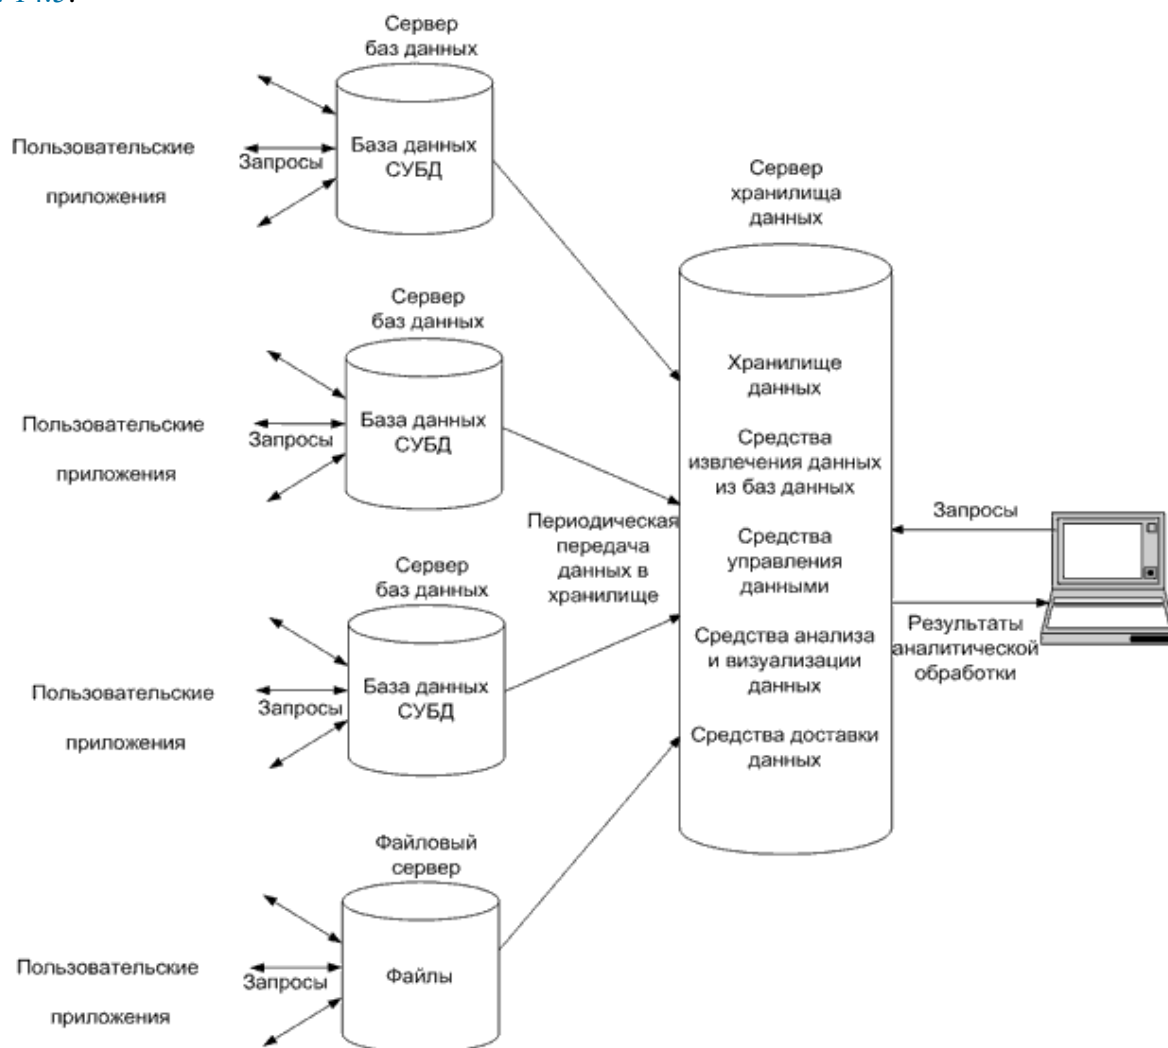 14.5.
Сервер
баз данных
Пользовательские
приложения
Запросы
База данных
СУБД
Сервер
баз данных
Пользовательские
приложения
Запросы
База данных
СУБД
Сервер
баз данных
Пользовательские
приложения
Запросы
База данных
СУБД
Файловый
сервер
Пользовательские
приложения
Запросы
Файлы
Периодическая
передача
данных в
хранилище
Сервер
хранилища
данных
Хранилище
данных
Средства
извлечения данных
из баз данных
Средства
управления
данными
Средства анализа
и визуализации
данных
Средства доставки
данных
Запросы
Результаты
аналитической
обработки